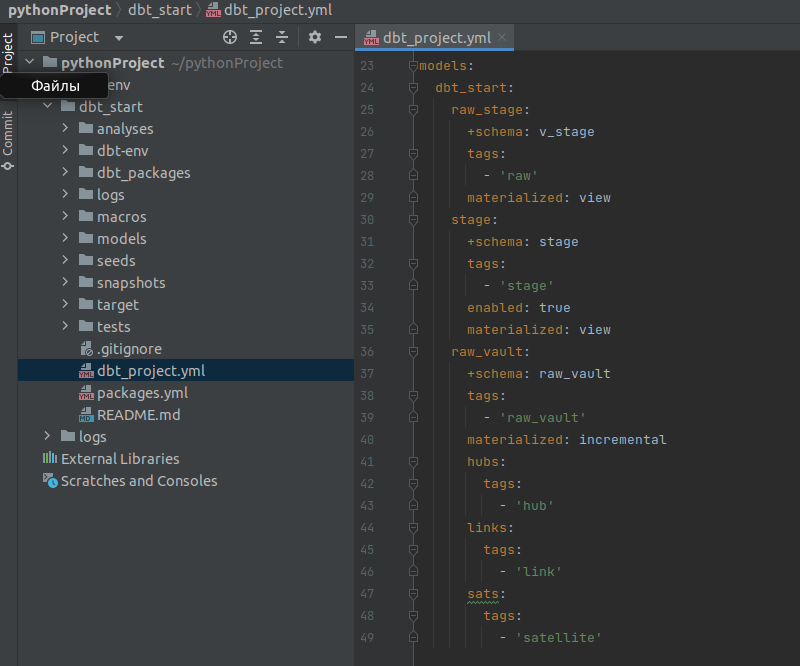 pythonProject dbt_start dbt_project.yml
Project
Project
Commit
Файлы
pythonProject ~/pythonProject
env
dbt_start
analyses
dbt-env
dbt_packages
logs
macros
models
seeds
snapshots
target
tests
.gitignore
dbt_project.yml
packages.yml
README.md
logs
External Libraries
Scratches and Consoles
dbt_project.yml
23 models:
24 dbt_start:
25 raw_stage:
26 +schema: v_stage
27 tags:
28 - 'raw'
29 materialized: view
30 stage:
31 +schema: stage
32 tags:
33 - 'stage'
34 enabled: true
35 materialized: view
36 raw_vault:
37 +schema: raw_vault
38 tags:
39 - 'raw_vault'
40 materialized: incremental
41 hubs:
42 tags:
43 - 'hub'
44 links:
45 tags:
46 - 'link'
47 sats:
48 tags:
49 - 'satellite'